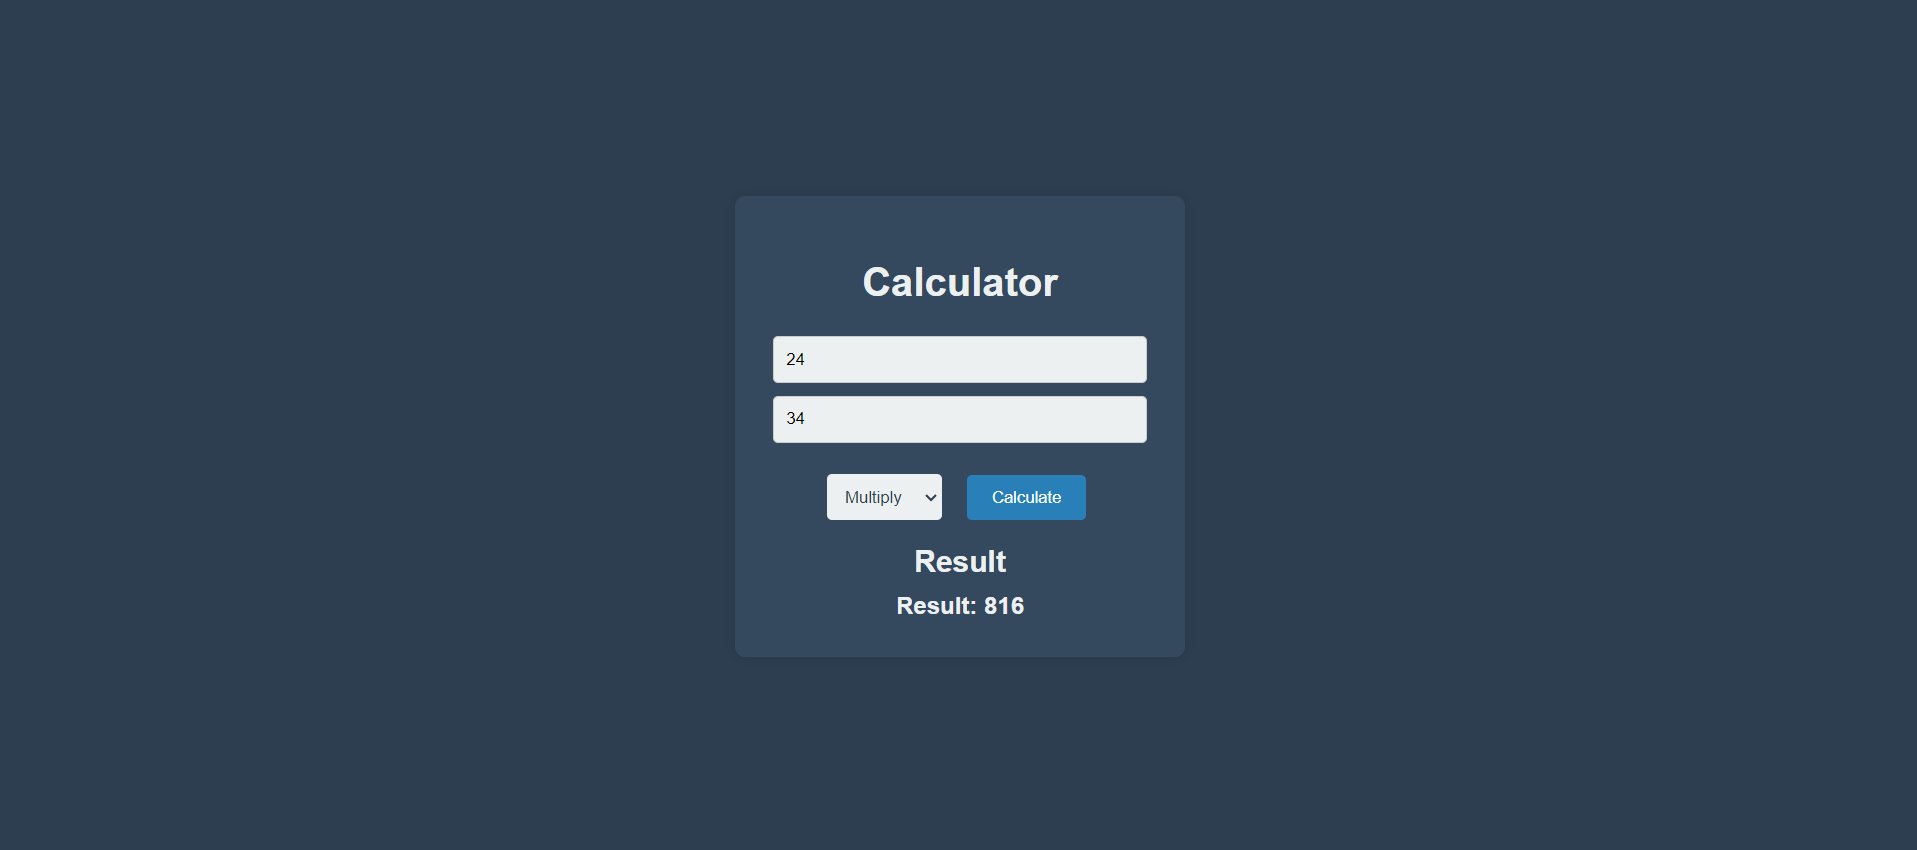 Calculator
24
34
Multiply Calculate
Result
Result: 816